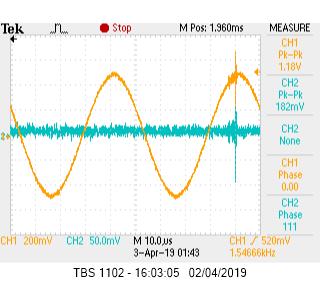 Tek Stop M Pos: 1.960ms MEASURE
CH1
Pk-Pk
1.18V
CH2
Pk-Pk
182mV
CH2
None
CH1
Phase
0.00
CH2
Phase
111
2
CH1 200mV CH2 50.0mV M 10.0µs CH1 520mV
3-Apr-19 01:43 1.54666kHz
TBS 1102 - 16:03:05 02/04/2019